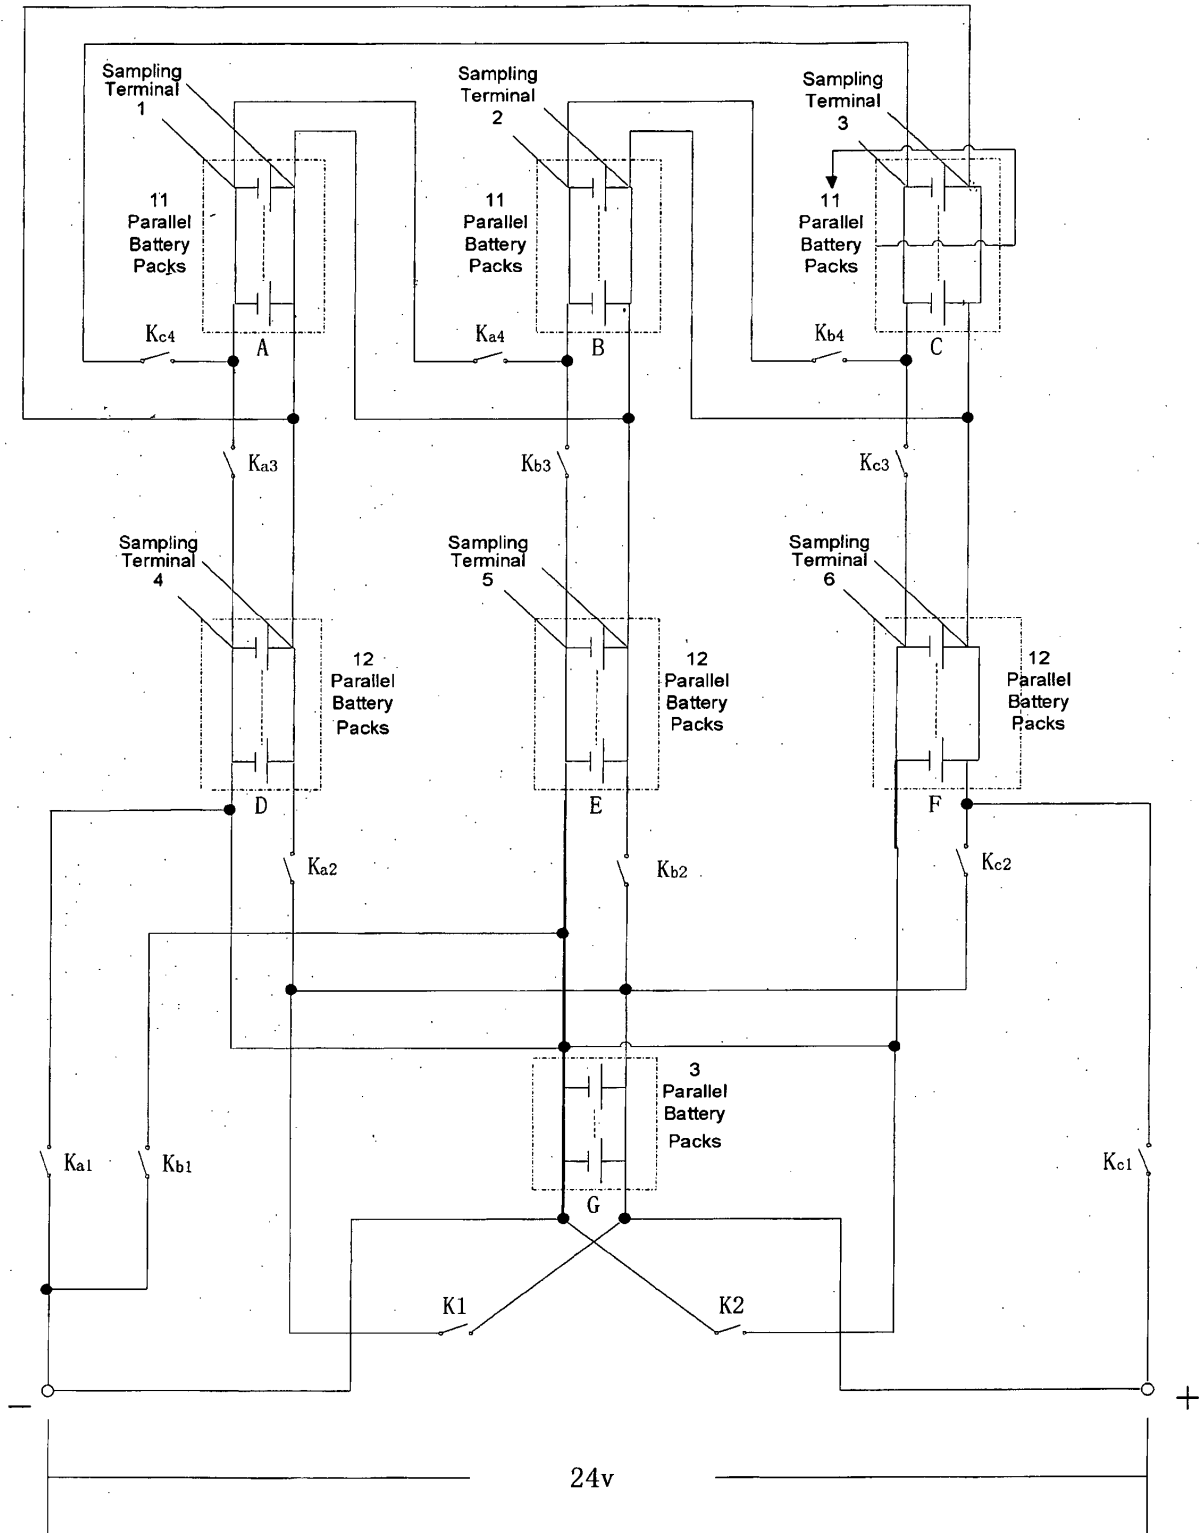 Sampling
Terminal
1
Sampling
Terminal
2
Sampling
Terminal
3
11
Parallel
Battery
Packs
11
Parallel
Battery
Packs
11
Parallel
Battery
Packs
Kc4
A
Ka4
B
Kb4
C
Ka3
Kb3
Kc3
Sampling
Terminal
4
Sampling
Terminal
5
Sampling
Terminal
6
12
Parallel
Battery
Packs
12
Parallel
Battery
Packs
12
Parallel
Battery
Packs
D
E
F
Ka2
Kb2
Kc2
3
Parallel
Battery
Packs
Ka1
Kb1
Kc1
G
K1
K2
−
+
24v